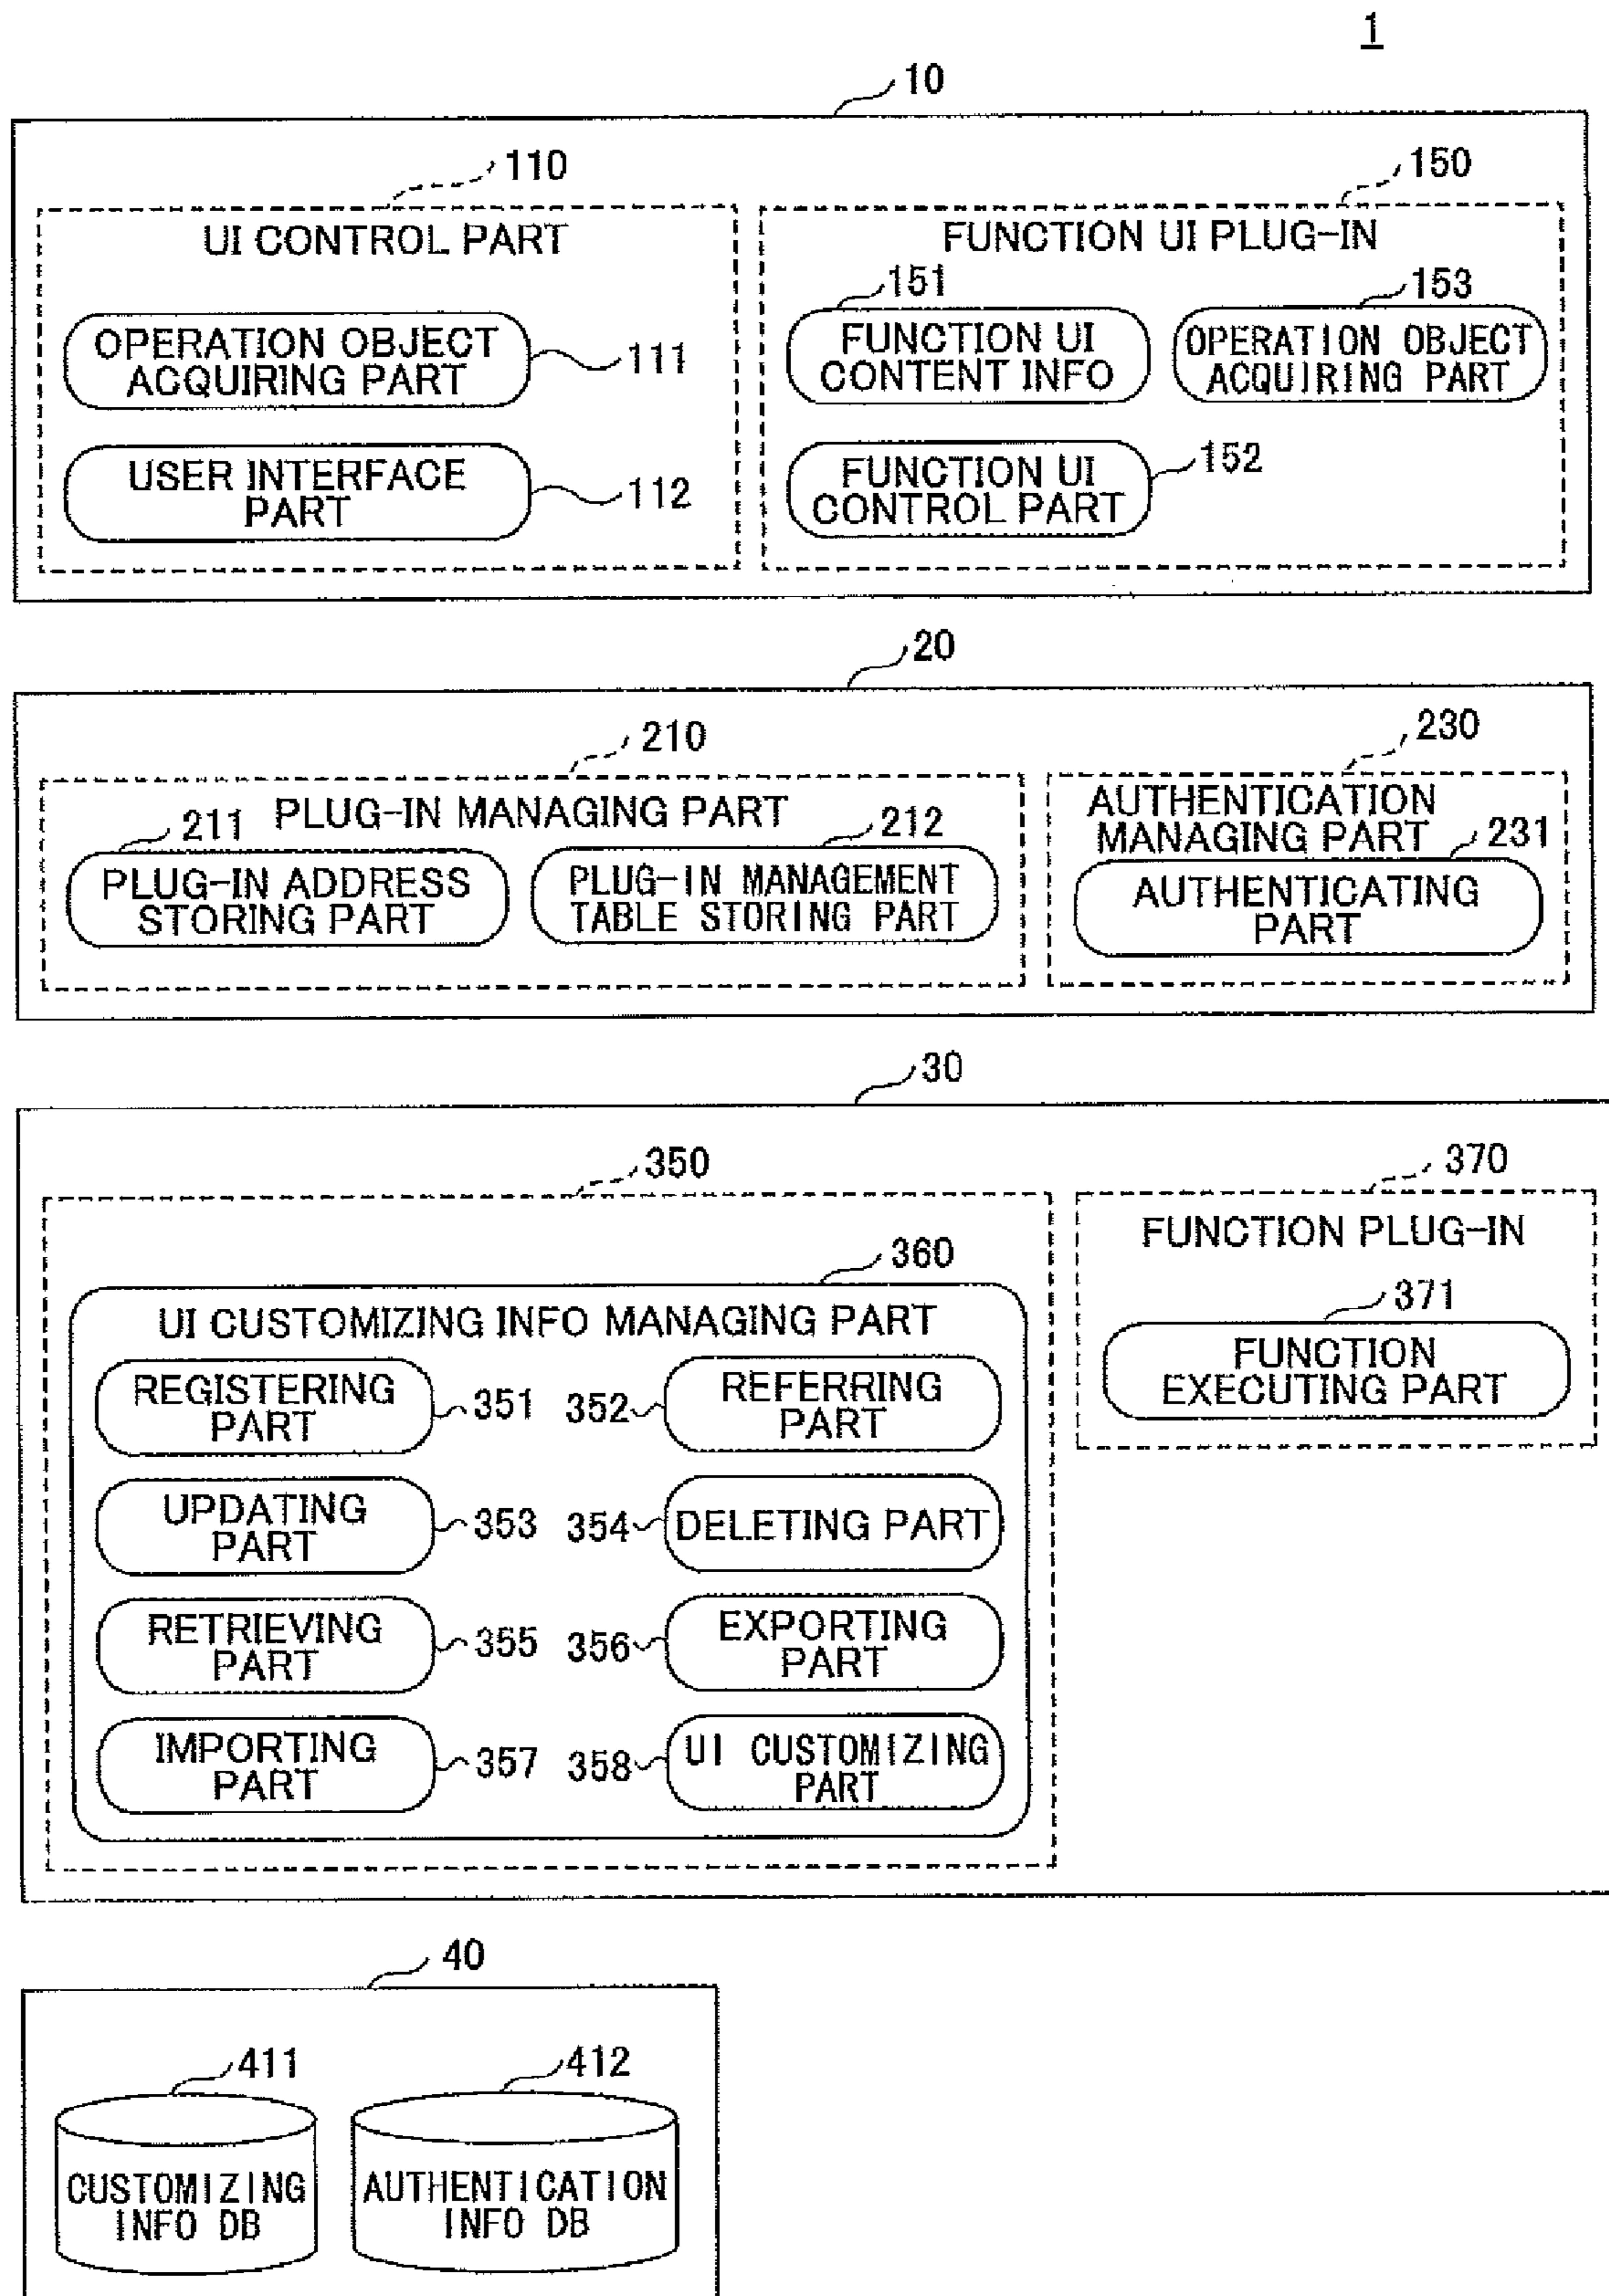 1
10
110
150
UI CONTROL PART
FUNCTION UI PLUG-IN
151
153
OPERATION OBJECT
ACQUIRING PART
111
FUNCTION UI
CONTENT INFO
OPERATION OBJECT
ACQUIRING PART
USER INTERFACE
PART
112
FUNCTION UI
CONTROL PART
152
20
210
230
PLUG-IN MANAGING PART
AUTHENTICATION
MANAGING PART
211
212
231
PLUG-IN ADDRESS
STORING PART
PLUG-IN MANAGEMENT
TABLE STORING PART
AUTHENTICATING
PART
30
350
370
FUNCTION PLUG-IN
360
371
UI CUSTOMIZING INFO MANAGING PART
FUNCTION
EXECUTING PART
REGISTERING
PART
351
352
REFERRING
PART
UPDATING
PART
353
354
DELETING PART
RETRIEVING
PART
355
356
EXPORTING
PART
IMPORTING
PART
357
358
UI CUSTOMIZING
PART
40
411
412
CUSTOMIZING
INFO DB
AUTHENTICATION
INFO DB